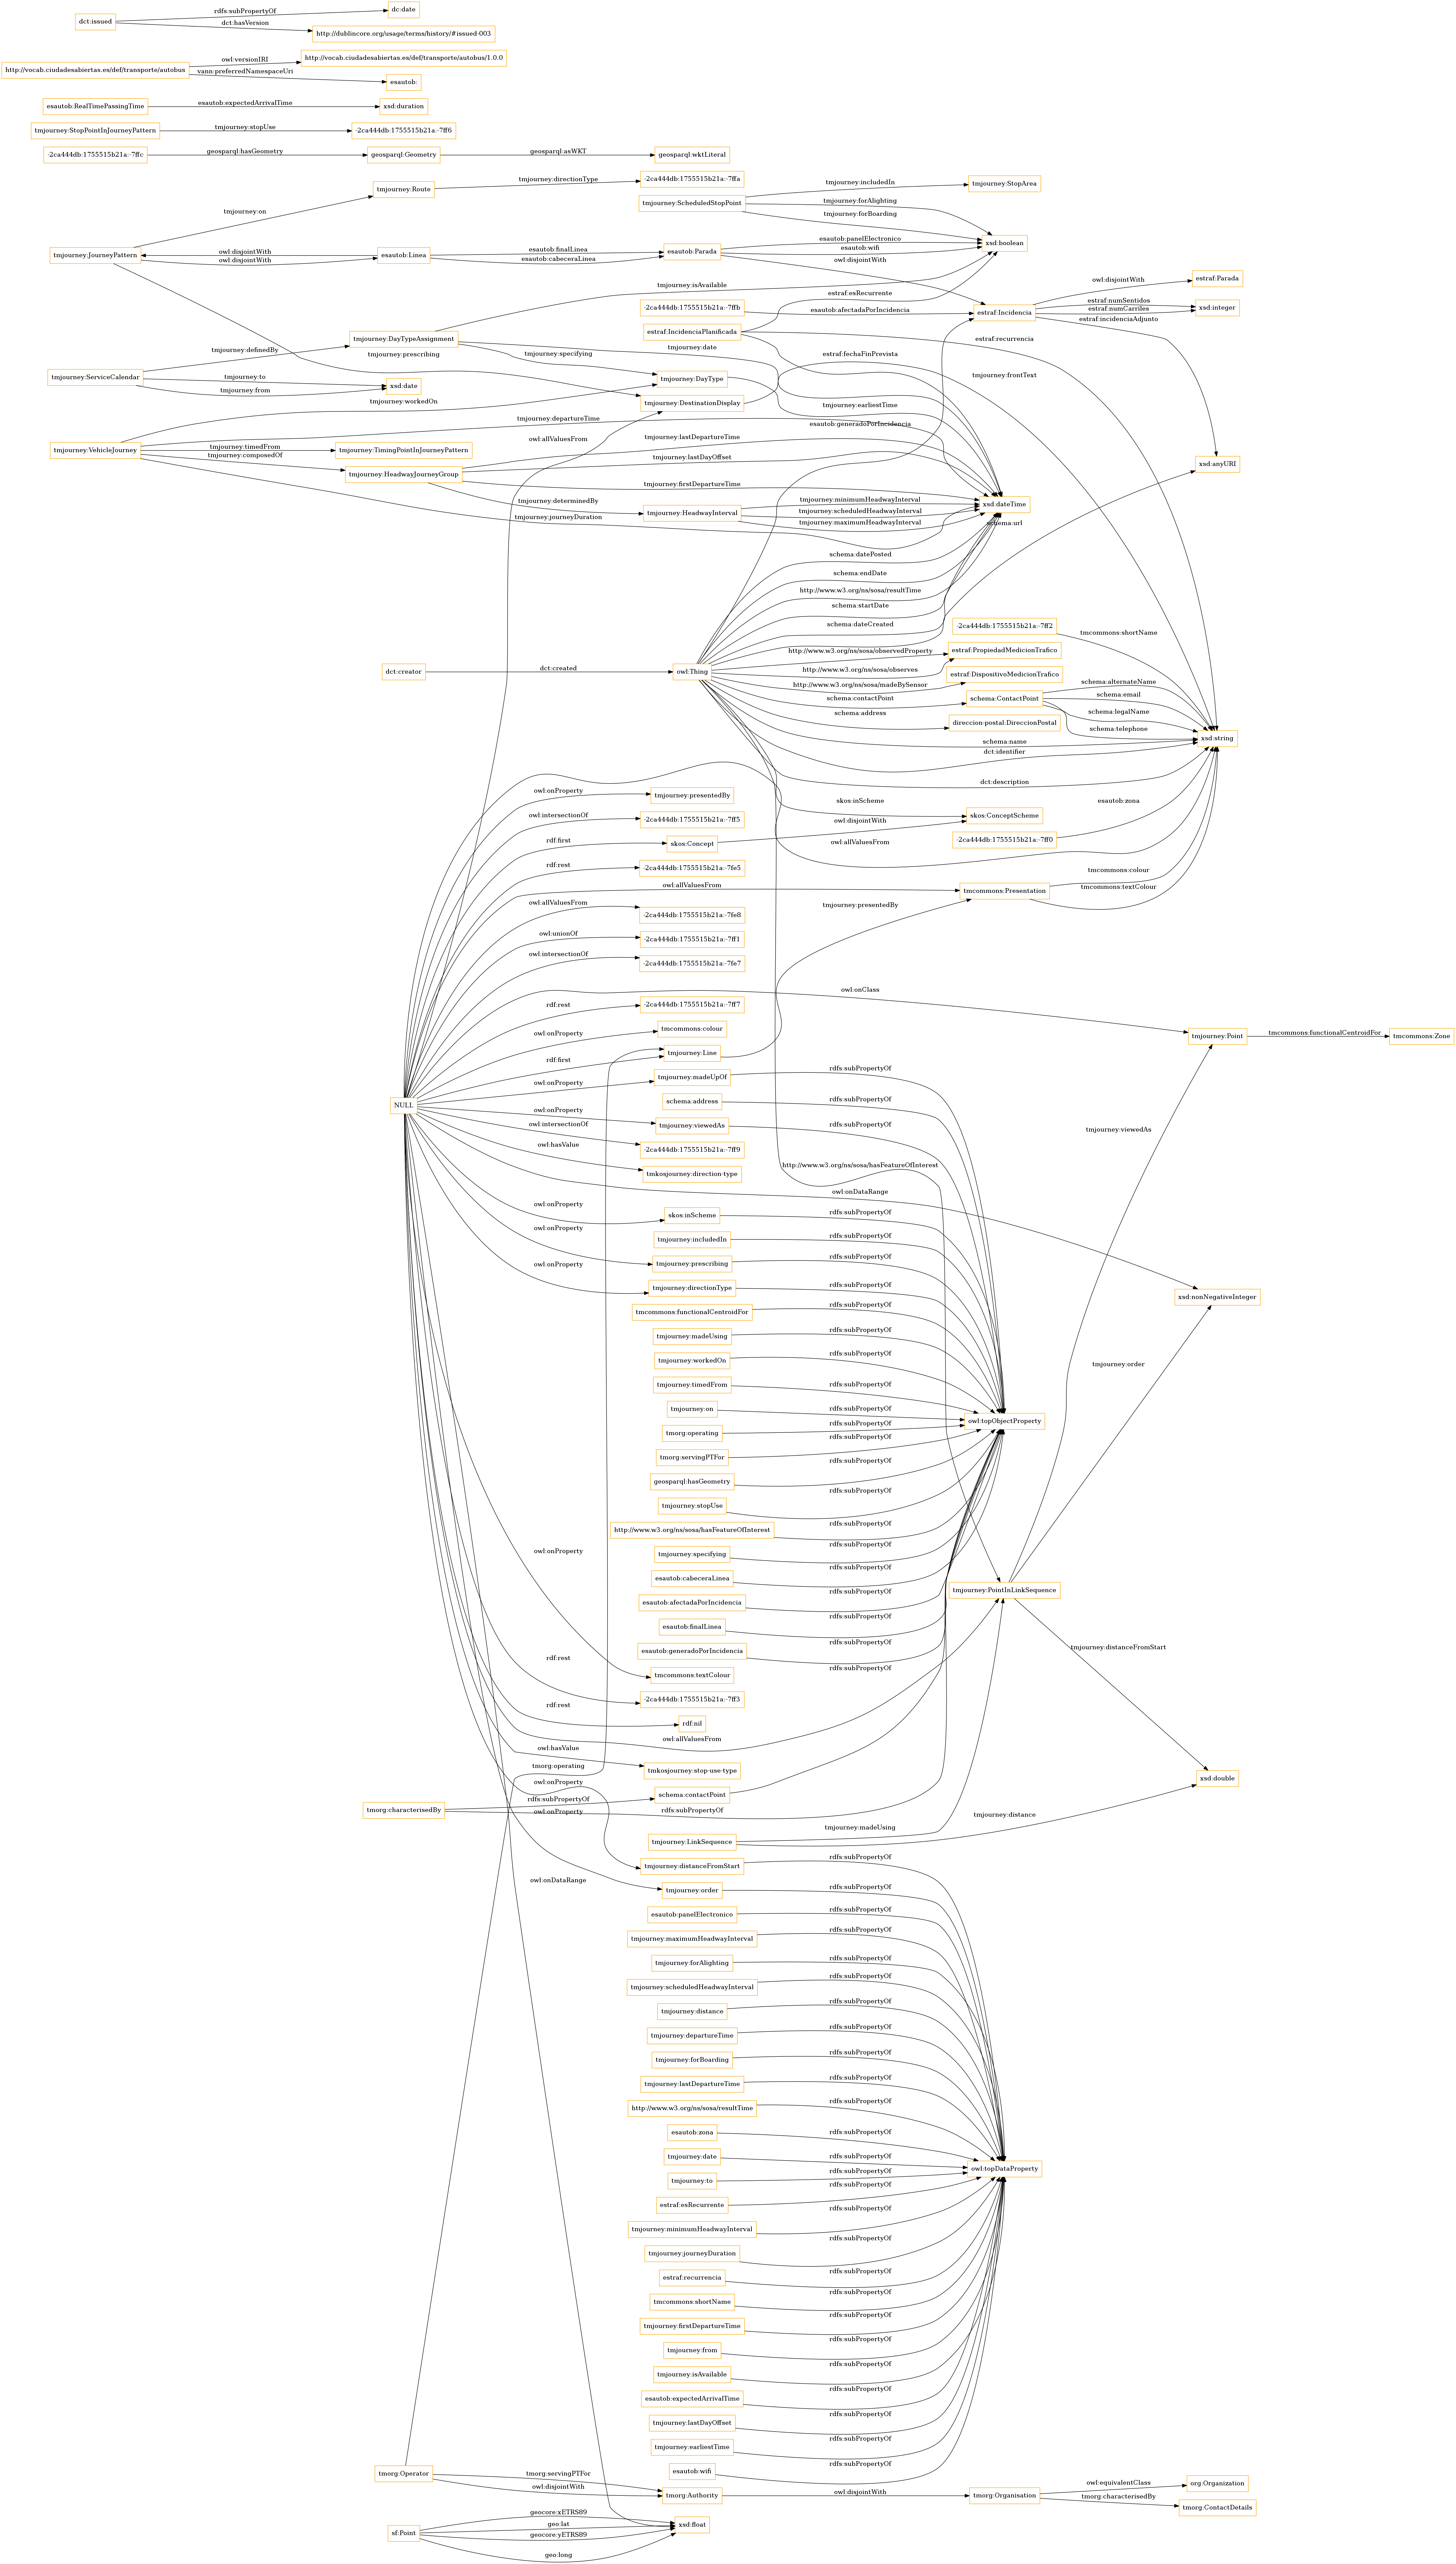 dct:issued
rdfs:subPropertyOf
dc:date
dct:hasVersion
http://dublincore.org/usage/terms/history/#issued-003
http://vocab.ciudadesabiertas.es/def/transporte/autobus
owl:versionIRI
http://vocab.ciudadesabiertas.es/def/transporte/autobus/1.0.0
vann:preferredNamespaceUri
esautob:
esautob:RealTimePassingTime
esautob:expectedArrivalTime
xsd:duration
tmjourney:StopPointInJourneyPattern
tmjourney:stopUse
-2ca444db:1755515b21a:-7ff6
-2ca444db:1755515b21a:-7ffc
geosparql:hasGeometry
geosparql:Geometry
geosparql:asWKT
geosparql:wktLiteral
tmjourney:on
tmjourney:Route
tmjourney:directionType
-2ca444db:1755515b21a:-7ffa
tmjourney:ScheduledStopPoint
tmjourney:includedIn
tmjourney:StopArea
tmjourney:forAlighting
tmjourney:forBoarding
xsd:boolean
tmjourney:JourneyPattern
owl:disjointWith
owl:disjointWith
esautob:Linea
esautob:finalLinea
esautob:cabeceraLinea
esautob:Parada
esautob:panelElectronico
esautob:wifi
owl:disjointWith
tmjourney:isAvailable
estraf:esRecurrente
-2ca444db:1755515b21a:-7ffb
esautob:afectadaPorIncidencia
estraf:Incidencia
owl:disjointWith
estraf:Parada
estraf:numSentidos
estraf:numCarriles
xsd:integer
estraf:incidenciaAdjunto
estraf:IncidenciaPlanificada
estraf:recurrencia
estraf:fechaFinPrevista
tmjourney:DayTypeAssignment
tmjourney:definedBy
tmjourney:prescribing
tmjourney:specifying
tmjourney:date
tmjourney:ServiceCalendar
tmjourney:to
tmjourney:from
xsd:date
tmjourney:workedOn
tmjourney:DayType
tmjourney:earliestTime
tmjourney:DestinationDisplay
tmjourney:frontText
tmjourney:VehicleJourney
tmjourney:departureTime
tmjourney:timedFrom
tmjourney:TimingPointInJourneyPattern
tmjourney:composedOf
tmjourney:HeadwayJourneyGroup
owl:allValuesFrom
esautob:generadoPorIncidencia
tmjourney:lastDepartureTime
tmjourney:lastDayOffset
tmjourney:firstDepartureTime
tmjourney:determinedBy
tmjourney:journeyDuration
tmjourney:HeadwayInterval
tmjourney:minimumHeadwayInterval
tmjourney:scheduledHeadwayInterval
tmjourney:maximumHeadwayInterval
xsd:dateTime
xsd:anyURI
schema:url
schema:datePosted
schema:endDate
http://www.w3.org/ns/sosa/resultTime
schema:startDate
schema:dateCreated
dct:creator
dct:created
owl:Thing
http://www.w3.org/ns/sosa/observedProperty
http://www.w3.org/ns/sosa/observes
http://www.w3.org/ns/sosa/madeBySensor
schema:contactPoint
schema:address
schema:name
dct:identifier
dct:description
-2ca444db:1755515b21a:-7ff2
tmcommons:shortName
estraf:PropiedadMedicionTrafico
estraf:DispositivoMedicionTrafico
schema:ContactPoint
schema:alternateName
schema:email
schema:legalName
schema:telephone
direccion-postal:DireccionPostal
xsd:string
skos:inScheme
skos:ConceptScheme
owl:disjointWith
esautob:zona
-2ca444db:1755515b21a:-7ff0
owl:allValuesFrom
owl:onProperty
tmjourney:presentedBy
owl:intersectionOf
-2ca444db:1755515b21a:-7ff5
rdf:first
skos:Concept
rdf:rest
-2ca444db:1755515b21a:-7fe5
owl:allValuesFrom
tmcommons:Presentation
tmcommons:colour
tmcommons:textColour
owl:allValuesFrom
-2ca444db:1755515b21a:-7fe8
tmjourney:presentedBy
owl:unionOf
-2ca444db:1755515b21a:-7ff1
owl:intersectionOf
-2ca444db:1755515b21a:-7fe7
owl:onClass
rdf:rest
-2ca444db:1755515b21a:-7ff7
owl:onProperty
tmcommons:colour
tmjourney:Point
tmcommons:functionalCentroidFor
tmcommons:Zone
rdf:first
tmjourney:Line
owl:onProperty
tmjourney:madeUpOf
rdfs:subPropertyOf
NULL
schema:address
rdfs:subPropertyOf
owl:onProperty
tmjourney:viewedAs
rdfs:subPropertyOf
tmjourney:viewedAs
owl:intersectionOf
-2ca444db:1755515b21a:-7ff9
owl:hasValue
tmkosjourney:direction-type
http://www.w3.org/ns/sosa/hasFeatureOfInterest
owl:onDataRange
owl:onProperty
skos:inScheme
rdfs:subPropertyOf
tmjourney:includedIn
rdfs:subPropertyOf
owl:onProperty
tmjourney:prescribing
rdfs:subPropertyOf
owl:onProperty
tmjourney:directionType
rdfs:subPropertyOf
xsd:nonNegativeInteger
tmcommons:functionalCentroidFor
rdfs:subPropertyOf
tmjourney:madeUsing
rdfs:subPropertyOf
tmjourney:workedOn
rdfs:subPropertyOf
tmjourney:order
tmjourney:timedFrom
rdfs:subPropertyOf
tmjourney:on
rdfs:subPropertyOf
owl:topObjectProperty
tmorg:operating
rdfs:subPropertyOf
tmorg:servingPTFor
rdfs:subPropertyOf
geosparql:hasGeometry
rdfs:subPropertyOf
tmjourney:stopUse
rdfs:subPropertyOf
http://www.w3.org/ns/sosa/hasFeatureOfInterest
rdfs:subPropertyOf
owl:onProperty
tmjourney:specifying
rdfs:subPropertyOf
esautob:cabeceraLinea
rdfs:subPropertyOf
tmjourney:PointInLinkSequence
esautob:afectadaPorIncidencia
rdfs:subPropertyOf
esautob:finalLinea
rdfs:subPropertyOf
esautob:generadoPorIncidencia
rdfs:subPropertyOf
tmjourney:distanceFromStart
rdf:rest
tmcommons:textColour
rdfs:subPropertyOf
-2ca444db:1755515b21a:-7ff3
rdf:rest
rdf:nil
owl:allValuesFrom
owl:hasValue
tmkosjourney:stop-use-type
tmorg:operating
xsd:double
owl:onProperty
schema:contactPoint
tmorg:characterisedBy
rdfs:subPropertyOf
rdfs:subPropertyOf
owl:onProperty
tmjourney:distance
tmjourney:madeUsing
tmjourney:LinkSequence
tmjourney:distanceFromStart
rdfs:subPropertyOf
owl:onDataRange
tmjourney:order
rdfs:subPropertyOf
esautob:panelElectronico
rdfs:subPropertyOf
tmjourney:maximumHeadwayInterval
rdfs:subPropertyOf
tmjourney:forAlighting
rdfs:subPropertyOf
tmjourney:scheduledHeadwayInterval
rdfs:subPropertyOf
tmjourney:distance
rdfs:subPropertyOf
tmjourney:departureTime
rdfs:subPropertyOf
tmjourney:forBoarding
rdfs:subPropertyOf
tmjourney:lastDepartureTime
rdfs:subPropertyOf
http://www.w3.org/ns/sosa/resultTime
rdfs:subPropertyOf
esautob:zona
rdfs:subPropertyOf
tmjourney:date
rdfs:subPropertyOf
owl:topDataProperty
tmjourney:to
rdfs:subPropertyOf
estraf:esRecurrente
rdfs:subPropertyOf
tmjourney:minimumHeadwayInterval
rdfs:subPropertyOf
tmjourney:journeyDuration
rdfs:subPropertyOf
estraf:recurrencia
rdfs:subPropertyOf
tmcommons:shortName
rdfs:subPropertyOf
tmjourney:firstDepartureTime
rdfs:subPropertyOf
tmjourney:from
rdfs:subPropertyOf
tmjourney:isAvailable
rdfs:subPropertyOf
esautob:expectedArrivalTime
rdfs:subPropertyOf
tmjourney:lastDayOffset
rdfs:subPropertyOf
tmjourney:earliestTime
rdfs:subPropertyOf
esautob:wifi
rdfs:subPropertyOf
tmorg:Operator
tmorg:servingPTFor
owl:disjointWith
tmorg:Authority
owl:disjointWith
tmorg:Organisation
owl:equivalentClass
org:Organization
tmorg:characterisedBy
tmorg:ContactDetails
sf:Point
geocore:xETRS89
geo:lat
geocore:yETRS89
geo:long
xsd:float